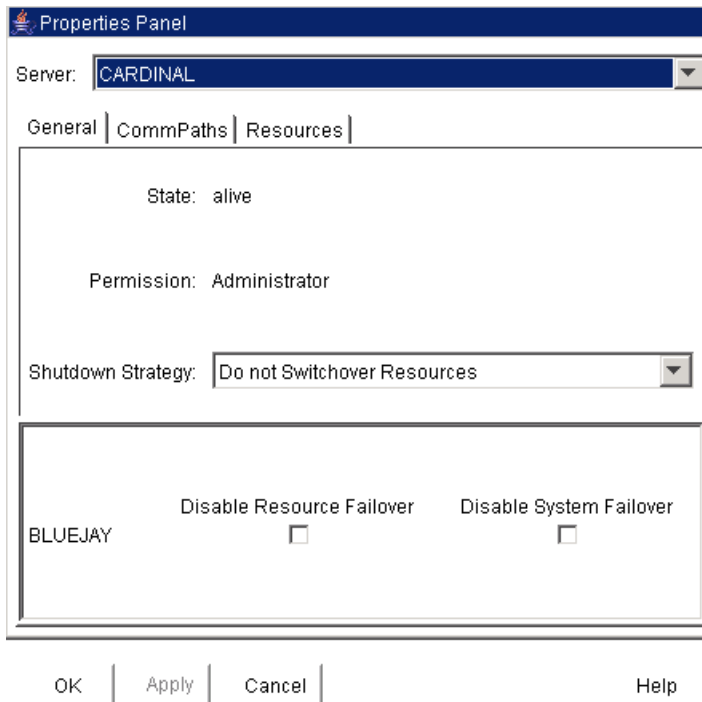 Properties Panel
Server: CARDINAL
General CommPaths Resources
State: alive
Permission: Administrator
Shutdown Strategy: Do not Switchover Resources
Disable Resource Failover Disable System Failover
BLUEJAY
OK Apply Cancel Help